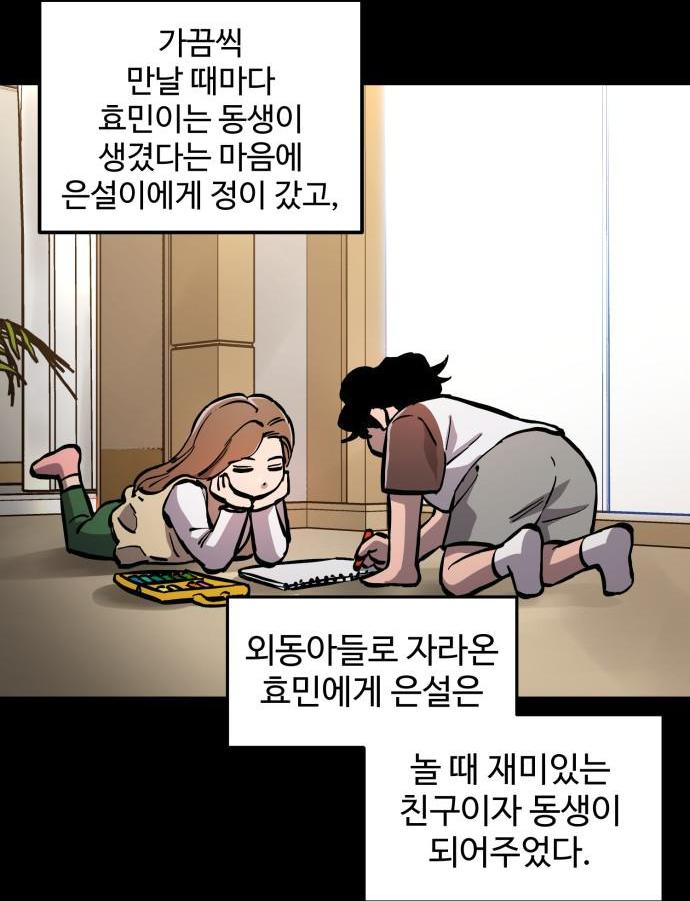 가끔씩
만날 때마다
효민이는 동생이
생겼다는 마음에
은설이에게 정이 갔고,
외동아들로 자라온
효민에게 은설은
놀 때 재미있는
친구이자 동생이
되어주었다.